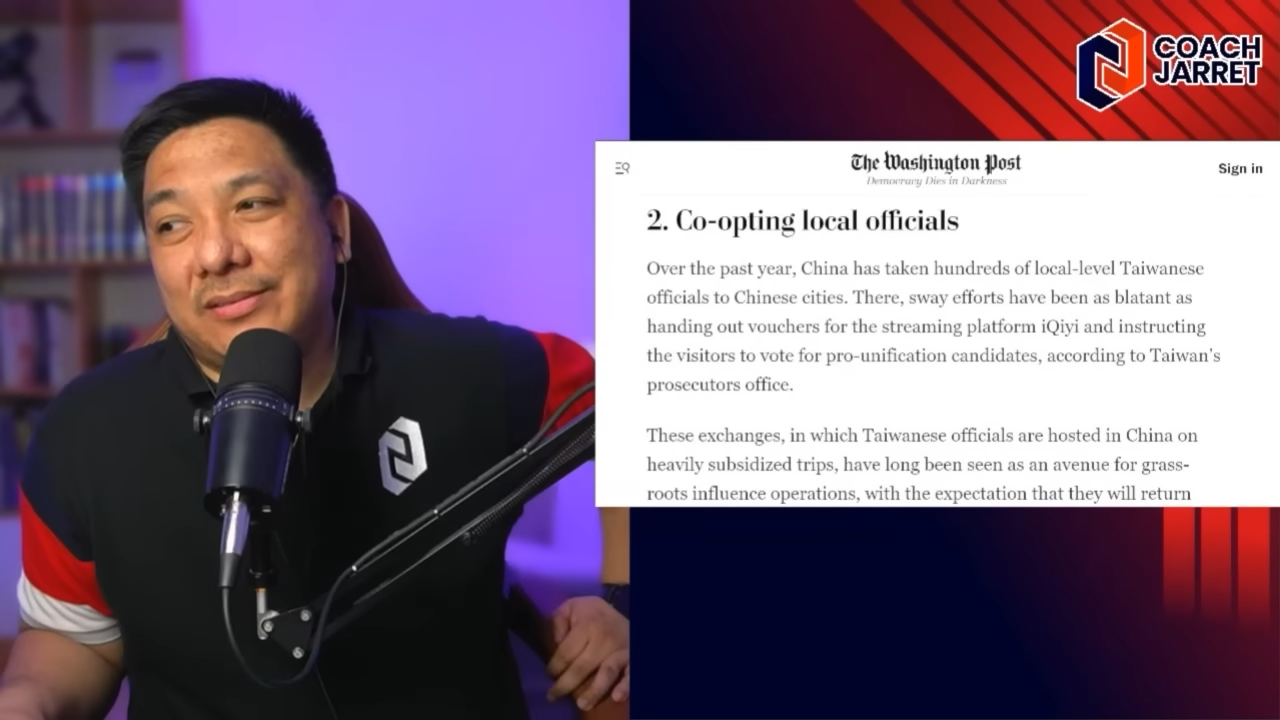 COACH
JARRET
The Washington Post
Democracy Dies in Darkness
Sign in
2. Co-opting local officials
Over the past year, China has taken hundreds of local-level Taiwanese
officials to Chinese cities. There, sway efforts have been as blatant as
handing out vouchers for the streaming platform iQiyi and instructing
the visitors to vote for pro-unification candidates, according to Taiwan's
prosecutors office.
These exchanges, in which Taiwanese officials are hosted in China on
heavily subsidized trips, have long been seen as an avenue for grass-
roots influence operations, with the expectation that they will return